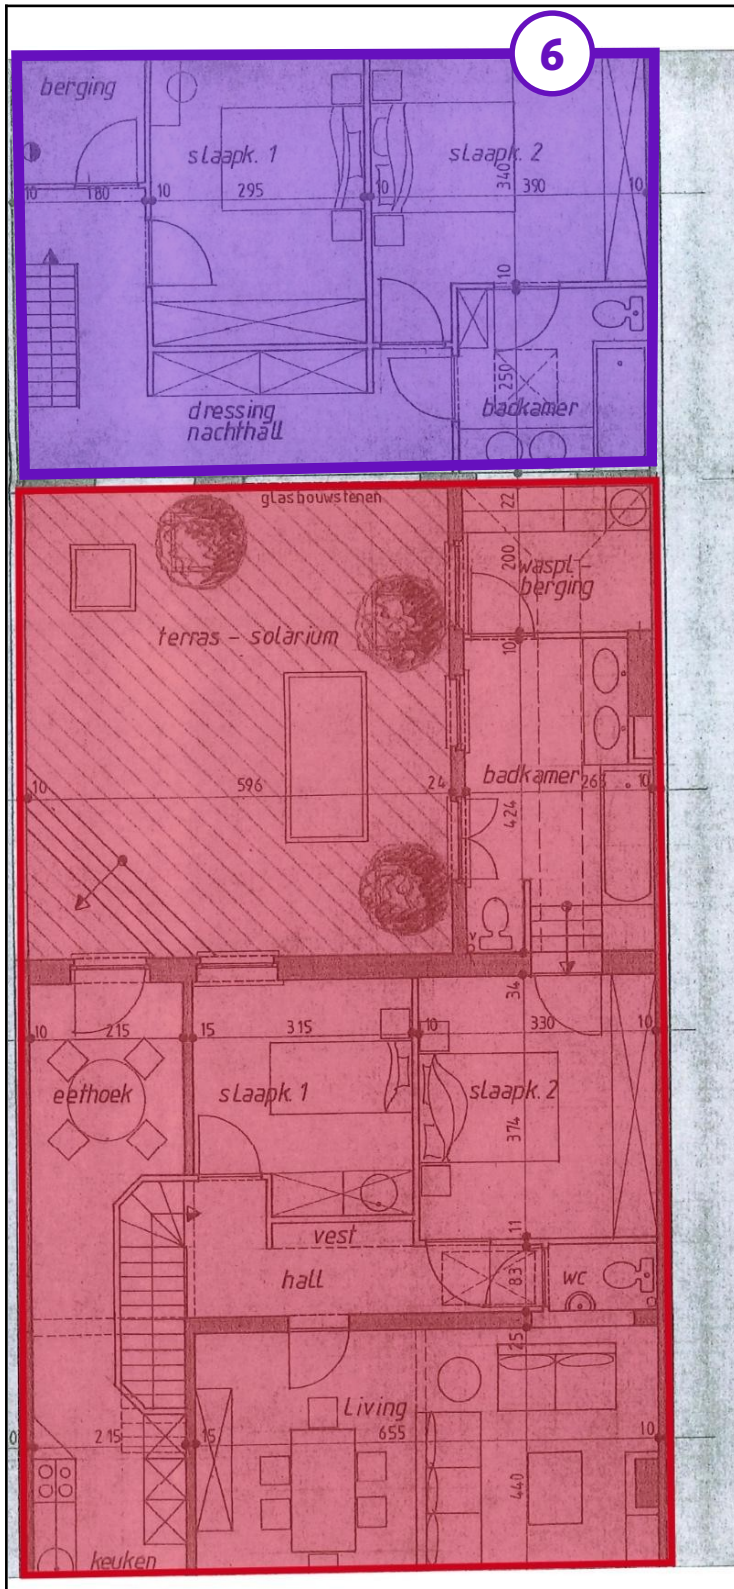 6
berging
slaapk. 1
slaapk. 2
340
10 180 10 295 10 390 10
10
250
badkamer
dressing
nachthall
glasbouwstenen
22
200
waspl-
berging
terras - solarium
10
badkamer
10 596 24 263 10
424
34
10 215 15 315 10 330 10
eethoek
slaapk. 1
slaapk. 2
374
11
vest
hall
83
wc
25
Living
0 215 15 655 10
440
keuken